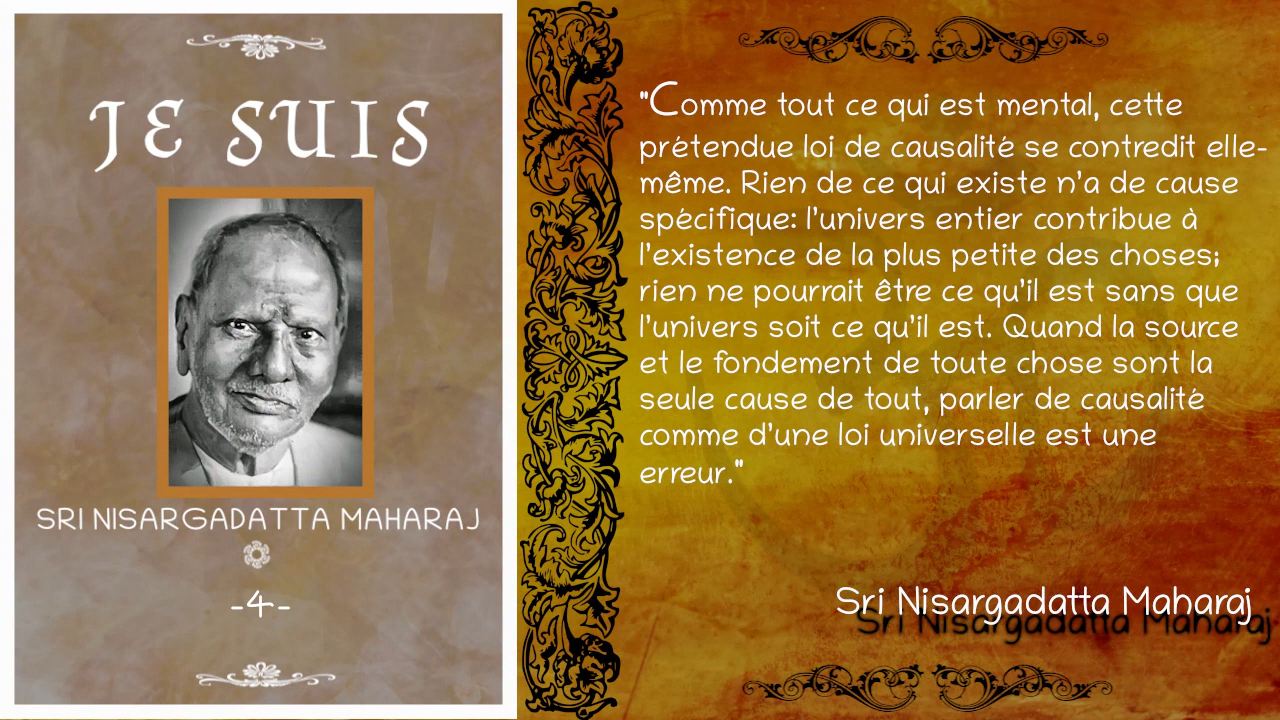 JE SUIS
SRI NISARGADATTA MAHARAJ
-4-
"Comme tout ce qui est mental, cette
prétendue loi de causalité se contredit elle-
même. Rien de ce qui existe n'a de cause
spécifique: l'univers entier contribue à
l'existence de la plus petite des choses;
rien ne pourrait être ce qu'il est sans que
l'univers soit ce qu'il est. Quand la source
et le fondement de toute chose sont la
seule cause de tout, parler de causalité
comme d'une loi universelle est une
erreur."
Sri Nisargadatta Maharaj
Sri Nisargadatta Maharaj